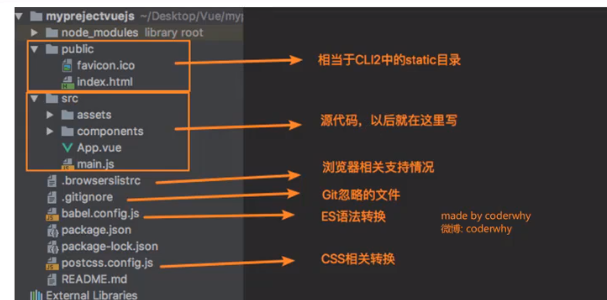 myprejectvuejs ~/Desktop/Vue/myp
node_modules library root
public
favicon.ico
index.html
相当于CLI2中的static目录
src
assets
components
App.vue
main.js
源代码，以后就在这里写
.browserslistrc
浏览器相关支持情况
.gitignore
Git忽略的文件
babel.config.js
ES语法转换
made by coderwhy
微博: coderwhy
package.json
package-lock.json
postcss.config.js
CSS相关转换
README.md
External Libraries